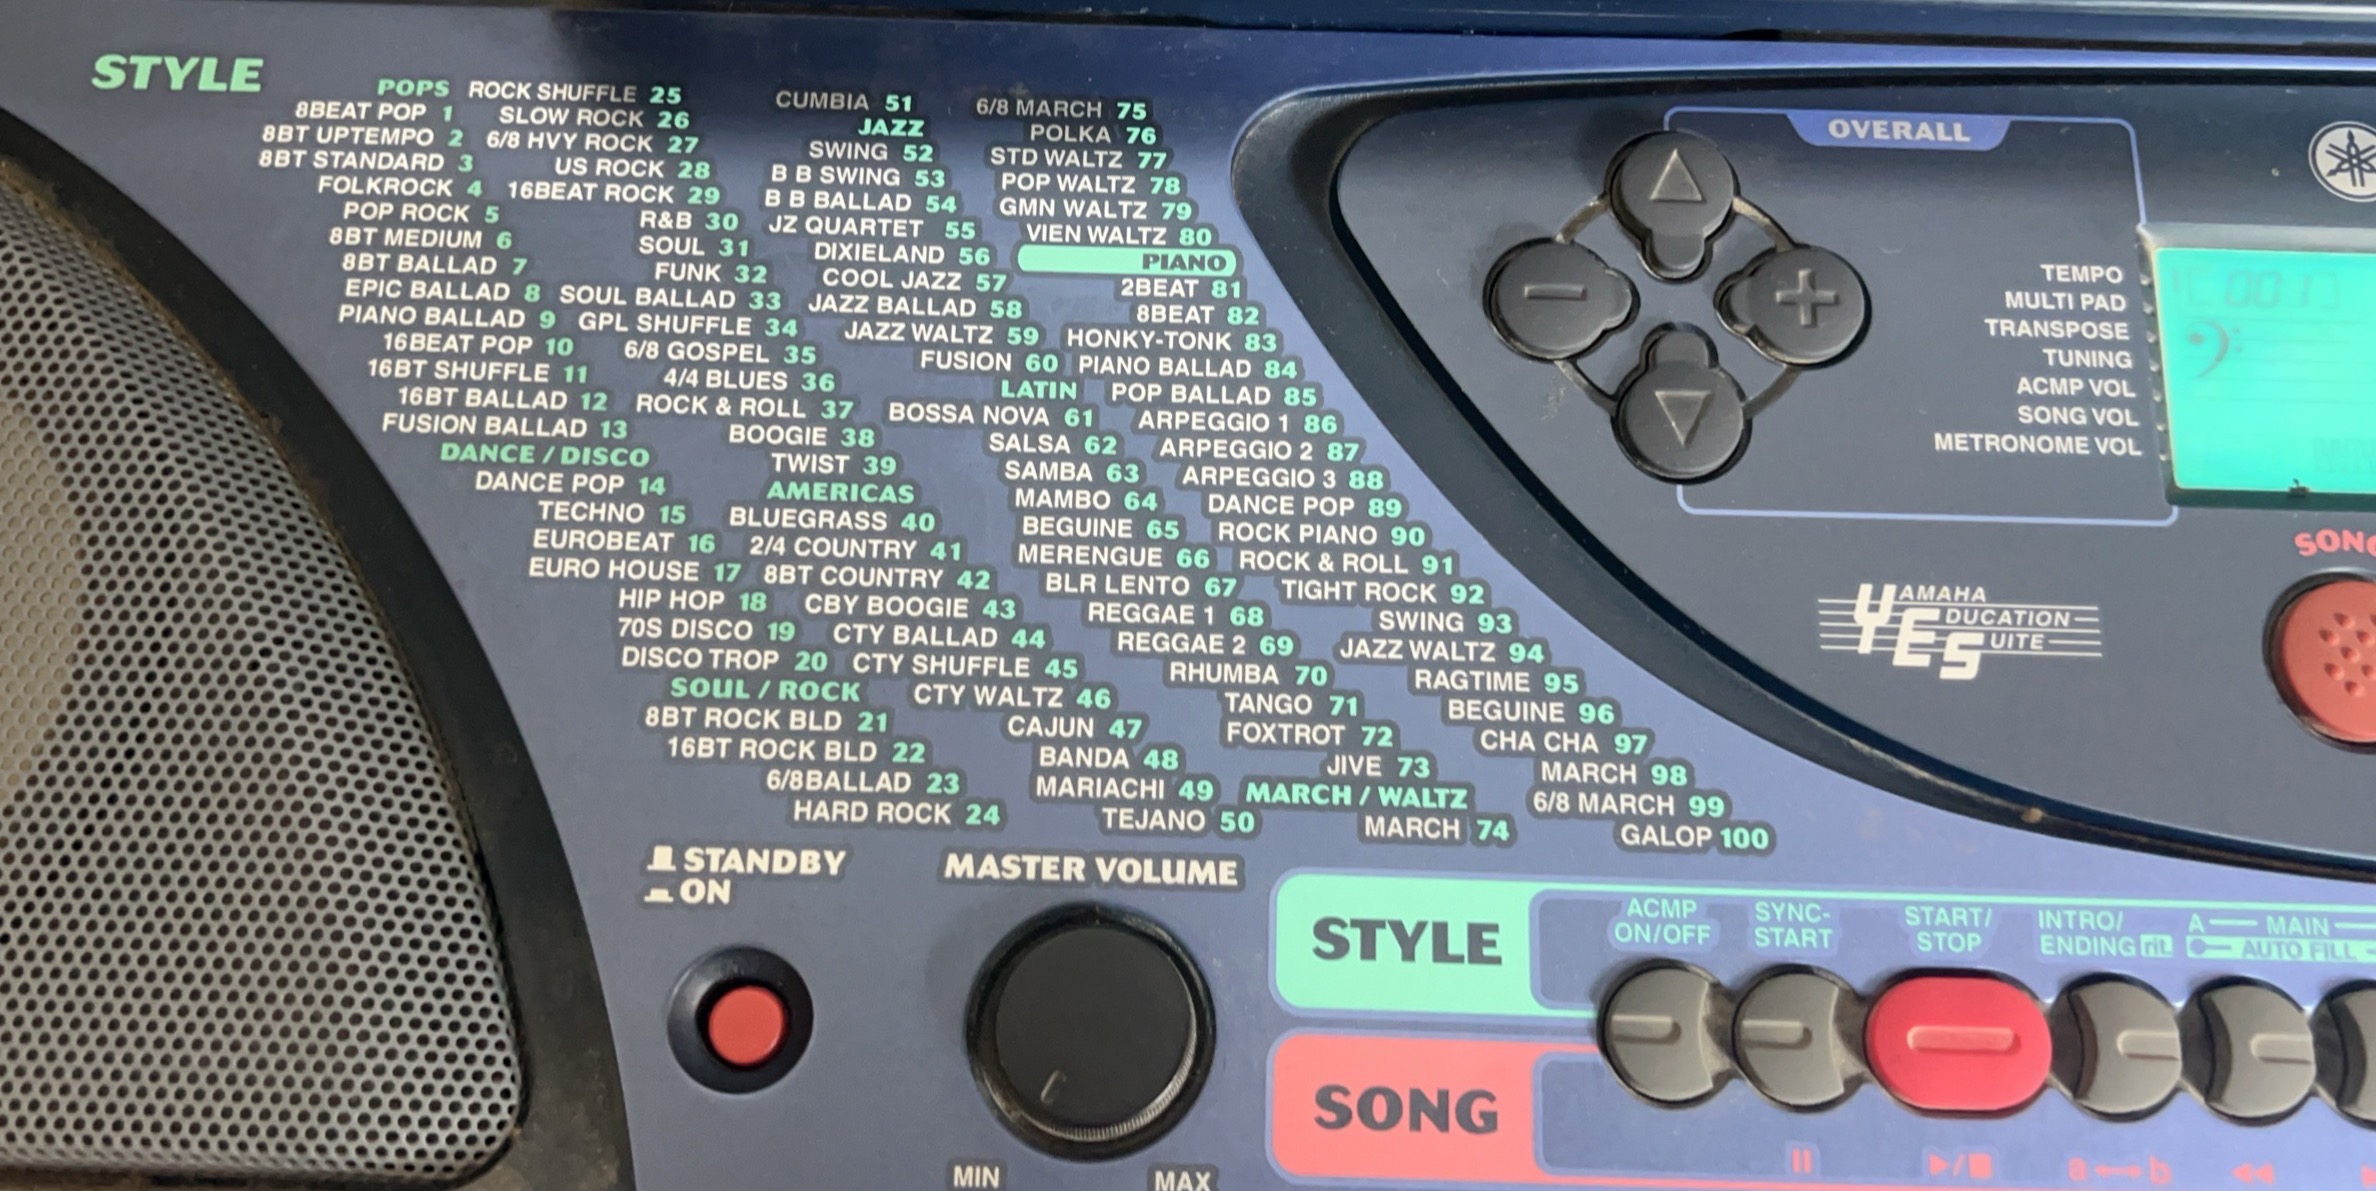 STYLE
POPS
8BEAT POP 1
8BT UPTEMPO 2
8BT STANDARD 3
FOLKROCK 4
POP ROCK 5
8BT MEDIUM 6
8BT BALLAD 7
EPIC BALLAD 8
PIANO BALLAD 9
16BEAT POP 10
16BT SHUFFLE 11
16BT BALLAD 12
FUSION BALLAD 13
DANCE / DISCO
DANCE POP 14
TECHNO 15
EUROBEAT 16
EURO HOUSE 17
HIP HOP 18
70S DISCO 19
DISCO TROP 20
SOUL / ROCK
8BT ROCK BLD 21
16BT ROCK BLD 22
6/8BALLAD 23
HARD ROCK 24
ROCK SHUFFLE 25
SLOW ROCK 26
6/8 HVY ROCK 27
US ROCK 28
16BEAT ROCK 29
R&B 30
SOUL 31
FUNK 32
SOUL BALLAD 33
GPL SHUFFLE 34
6/8 GOSPEL 35
4/4 BLUES 36
ROCK & ROLL 37
BOOGIE 38
TWIST 39
AMERICAS
BLUEGRASS 40
2/4 COUNTRY 41
8BT COUNTRY 42
CBY BOOGIE 43
CTY BALLAD 44
CTY SHUFFLE 45
CTY WALTZ 46
CAJUN 47
BANDA 48
MARIACHI 49
TEJANO 50
CUMBIA 51
JAZZ
SWING 52
B B SWING 53
B B BALLAD 54
JZ QUARTET 55
DIXIELAND 56
COOL JAZZ 57
JAZZ BALLAD 58
JAZZ WALTZ 59
FUSION 60
LATIN
BOSSA NOVA 61
SALSA 62
SAMBA 63
MAMBO 64
BEGUINE 65
MERENGUE 66
BLR LENTO 67
REGGAE 1 68
REGGAE 2 69
RHUMBA 70
TANGO 71
FOXTROT 72
JIVE 73
MARCH / WALTZ
MARCH 74
6/8 MARCH 75
POLKA 76
STD WALTZ 77
POP WALTZ 78
GMN WALTZ 79
VIEN WALTZ 80
PIANO
2BEAT 81
8BEAT 82
HONKY-TONK 83
PIANO BALLAD 84
POP BALLAD 85
ARPEGGIO 1 86
ARPEGGIO 2 87
ARPEGGIO 3 88
DANCE POP 89
ROCK PIANO 90
ROCK & ROLL 91
TIGHT ROCK 92
SWING 93
JAZZ WALTZ 94
RAGTIME 95
BEGUINE 96
CHA CHA 97
MARCH 98
6/8 MARCH 99
GALOP 100
OVERALL
TEMPO
MULTI PAD
TRANSPOSE
TUNING
ACMP VOL
SONG VOL
METRONOME VOL
YAMAHA
EDUCATION
SUITE
SONG
STANDBY
ON
MASTER VOLUME
MIN
MAX
STYLE
ACMP
ON/OFF
SYNC-
START
START/
STOP
INTRO/
ENDING rit.
A MAIN
AUTO FILL
SONG
a b